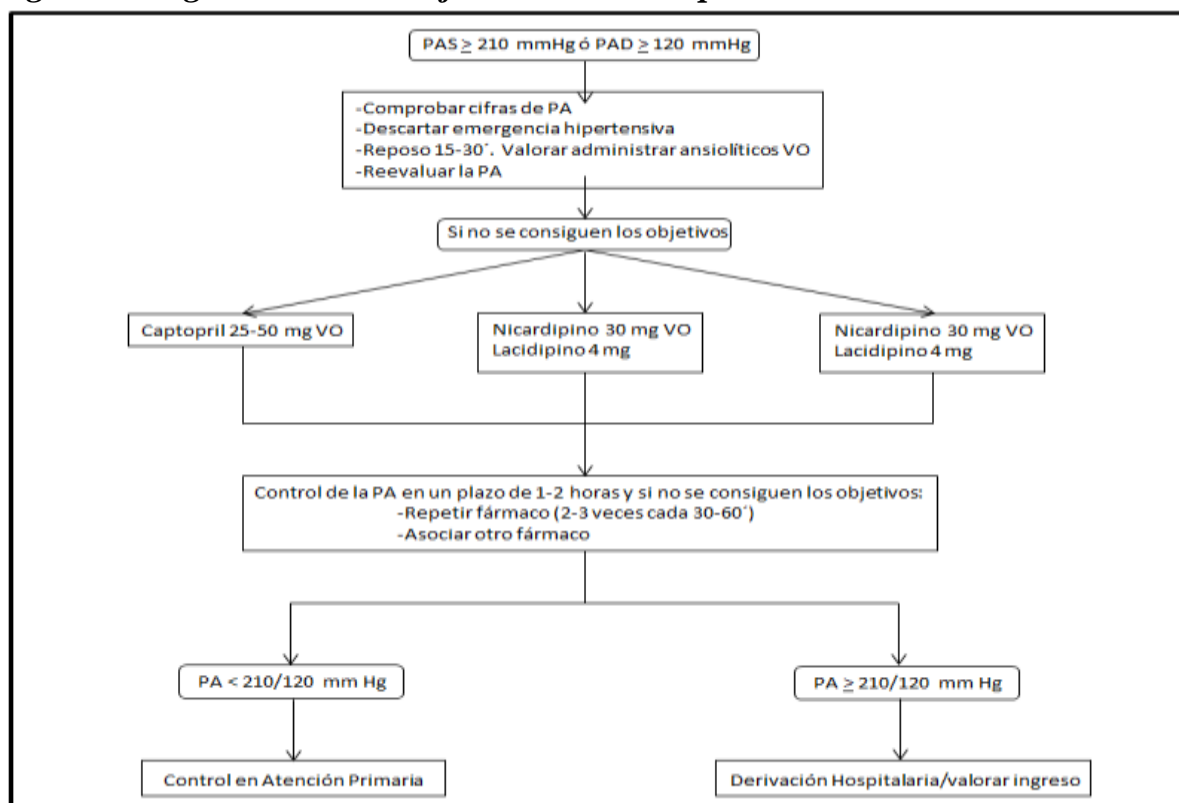 PAS ≥ 210 mmHg ó PAD ≥ 120 mmHg
-Comprobar cifras de PA
-Descartar emergencia hipertensiva
-Reposo 15-30´. Valorar administrar ansiolíticos VO
-Reevaluar la PA
Si no se consiguen los objetivos
Captopril 25-50 mg VO
Nicardipino 30 mg VO
Lacidipino 4 mg
Nicardipino 30 mg VO
Lacidipino 4 mg
Control de la PA en un plazo de 1-2 horas y si no se consiguen los objetivos:
-Repetir fármaco (2-3 veces cada 30-60´)
-Asociar otro fármaco
PA < 210/120 mm Hg
PA ≥ 210/120 mm Hg
Control en Atención Primaria
Derivación Hospitalaria/valorar ingreso